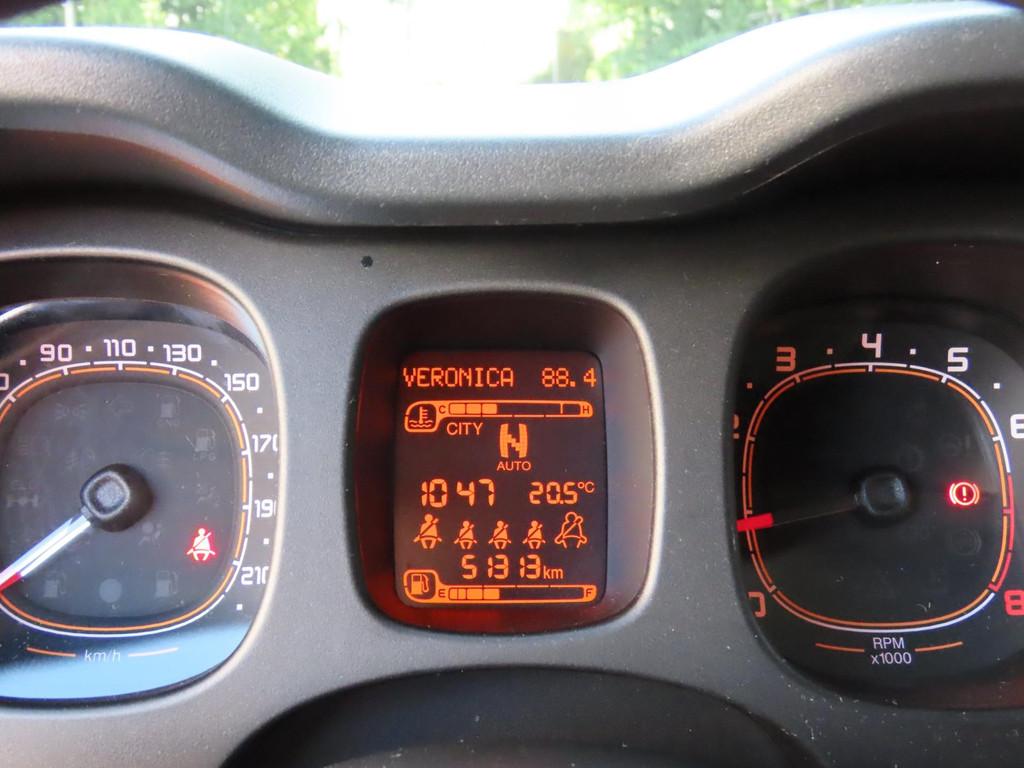 90 110 130
150
170
190
210
km/h
VERONICA 88.4
C H
CITY
N
AUTO
10 47 20.5°C
51313 km
E F
3 4 5
6
8
RPM
x1000